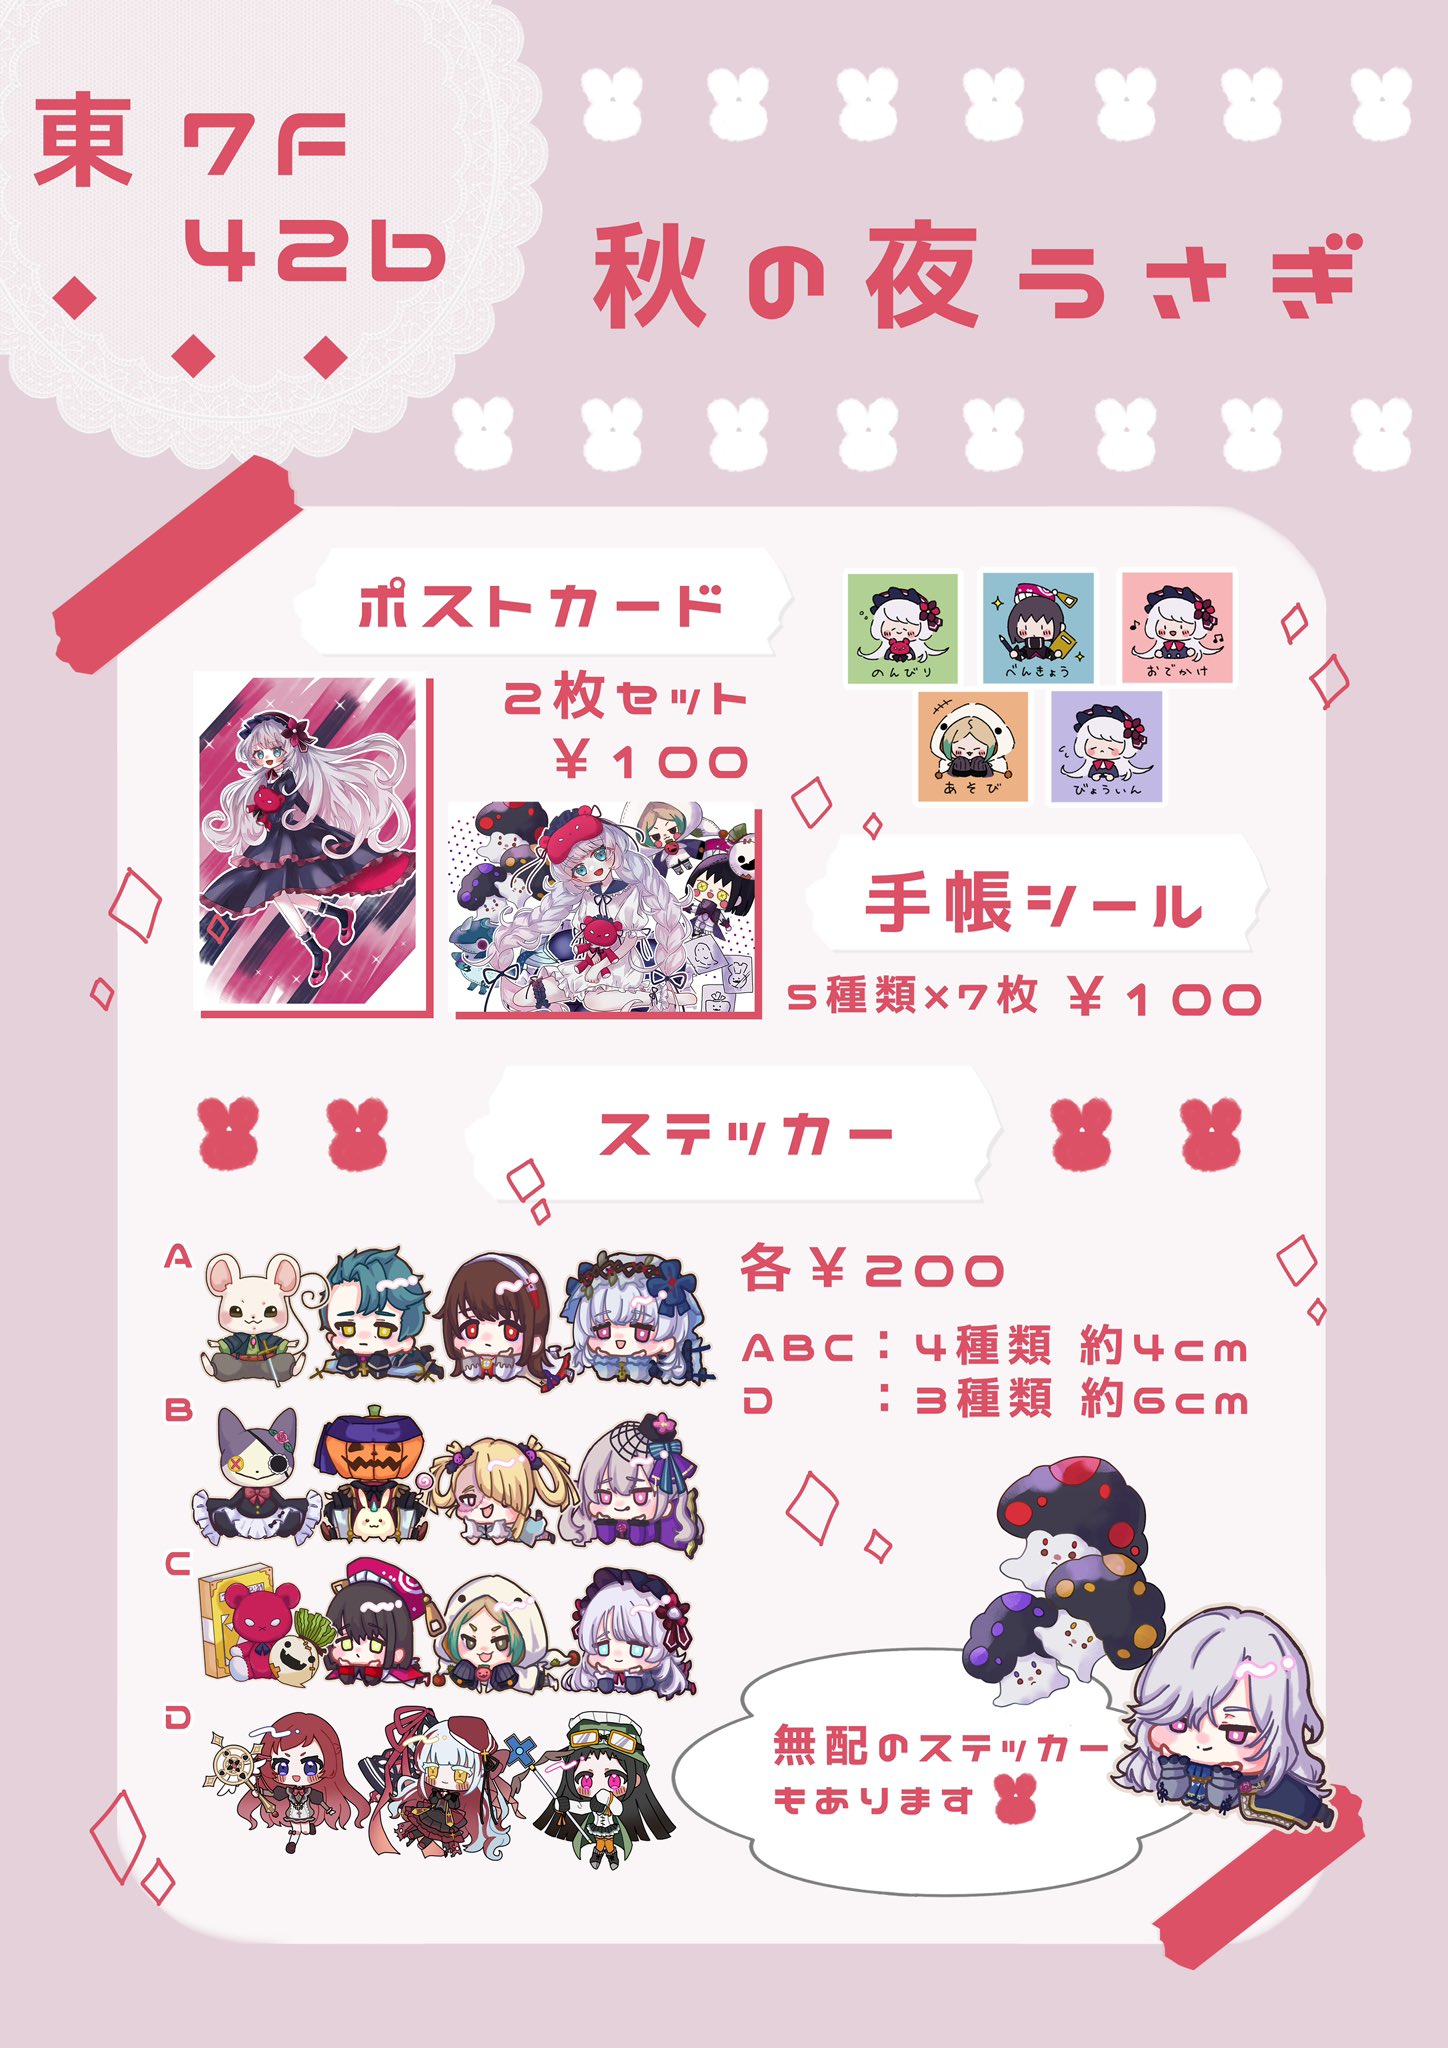 東 7F
42b
秋の夜うさぎ
ポストカード
2枚セット
¥100
のんびり
べんきょう
おでかけ
あそび
びょういん
手帳シール
5種類×7枚 ¥100
ステッカー
A
B
C
D
各¥200
ABC：4種類 約4cm
D ：3種類 約6cm
無配のステッカー
もあります